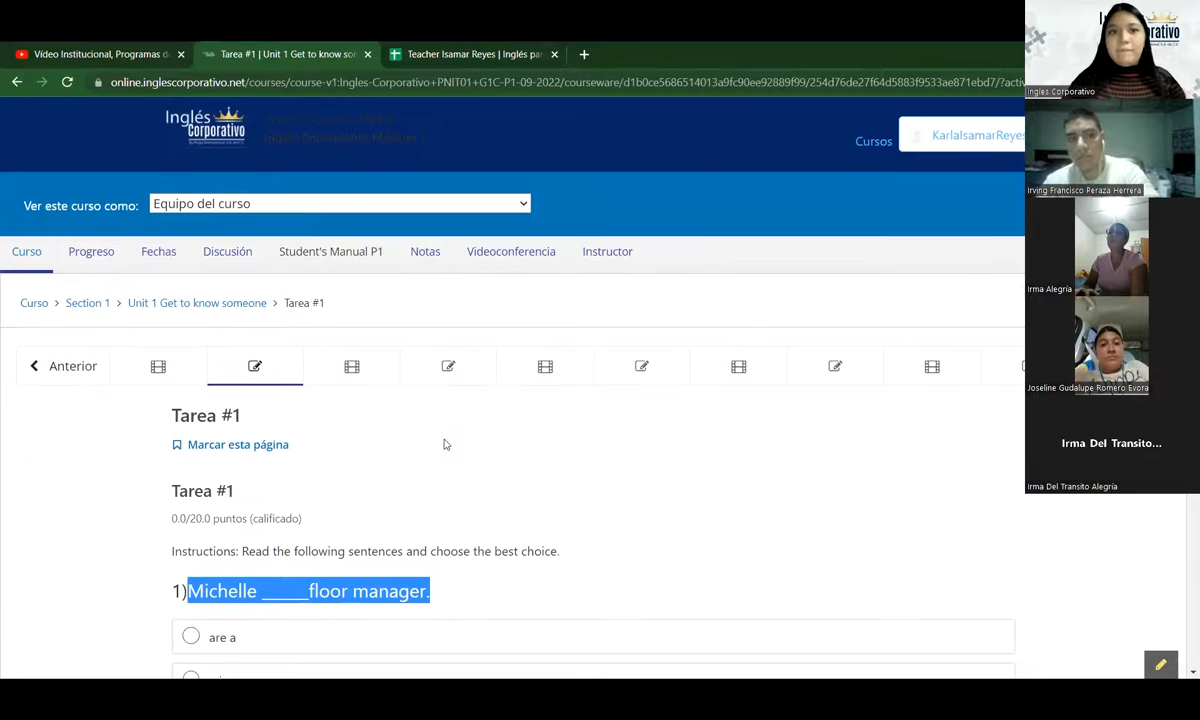 Vídeo Institucional, Programas d
Tarea #1 | Unit 1 Get to know son
Teacher Isamar Reyes | Inglés par
online.inglescorporativo.net/courses/course-v1:Ingles-Corporativo+PNIT01+G1C-P1-09-2022/courseware/d1b0ce5686514013a9fc90ee92889f99/254d76de27f64d5883f9533ae871ebd7/?activ
Inglés
Corporativo
Cursos
KarlaIsamarReyes
Ver este curso como:
Equipo del curso
Curso
Progreso
Fechas
Discusión
Student's Manual P1
Notas
Videoconferencia
Instructor
Curso > Section 1 > Unit 1 Get to know someone > Tarea #1
Anterior
Tarea #1
Marcar esta página
Tarea #1
0.0/20.0 puntos (calificado)
Instructions: Read the following sentences and choose the best choice.
1)Michelle _____floor manager.
are a
Ingles Corporativo
Irving Francisco Peraza Herrera
Irma Alegría
Joseline Gudalupe Romero Evora
Irma Del Transito...
Irma Del Transito Alegría